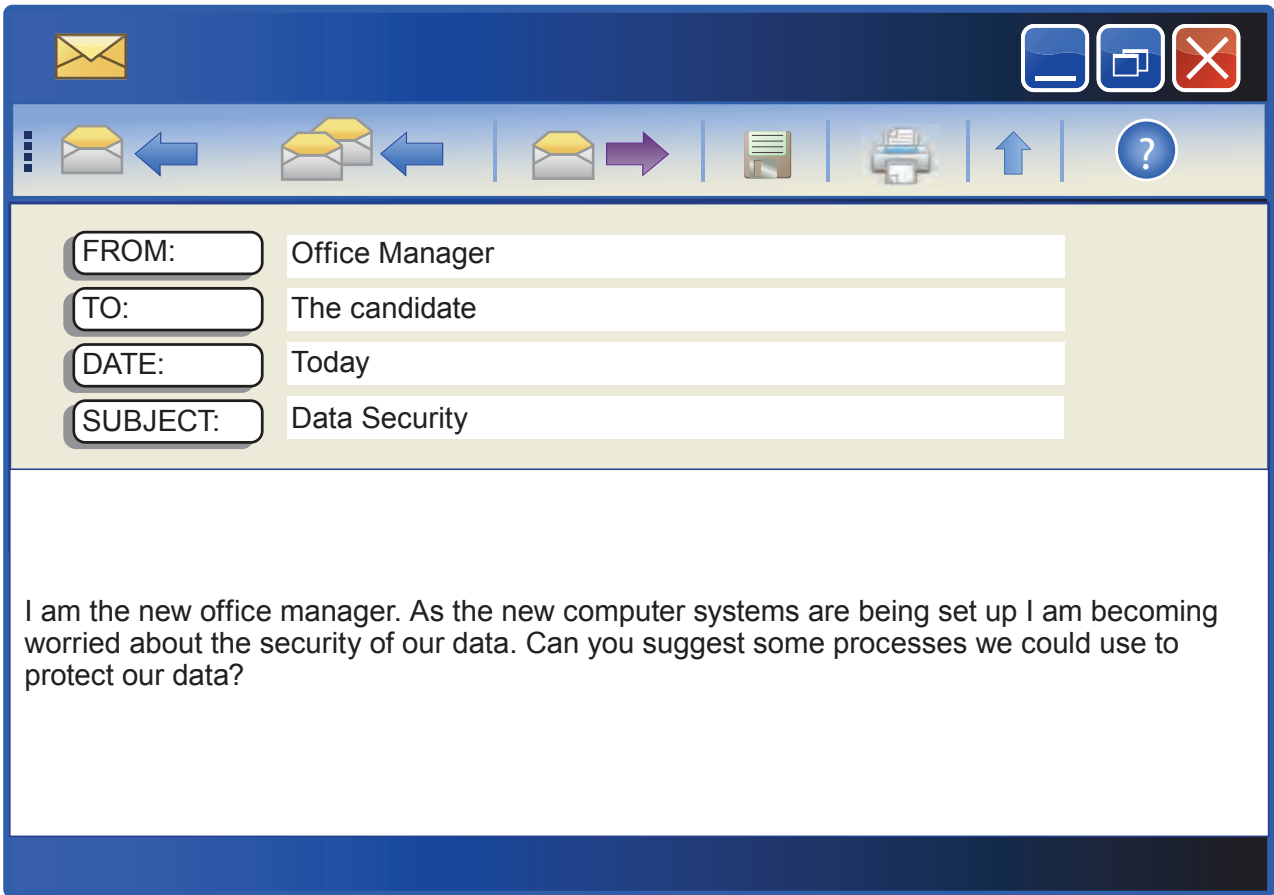 ?
FROM: Office Manager
TO: The candidate
DATE: Today
SUBJECT: Data Security
I am the new office manager. As the new computer systems are being set up I am becoming
worried about the security of our data. Can you suggest some processes we could use to
protect our data?